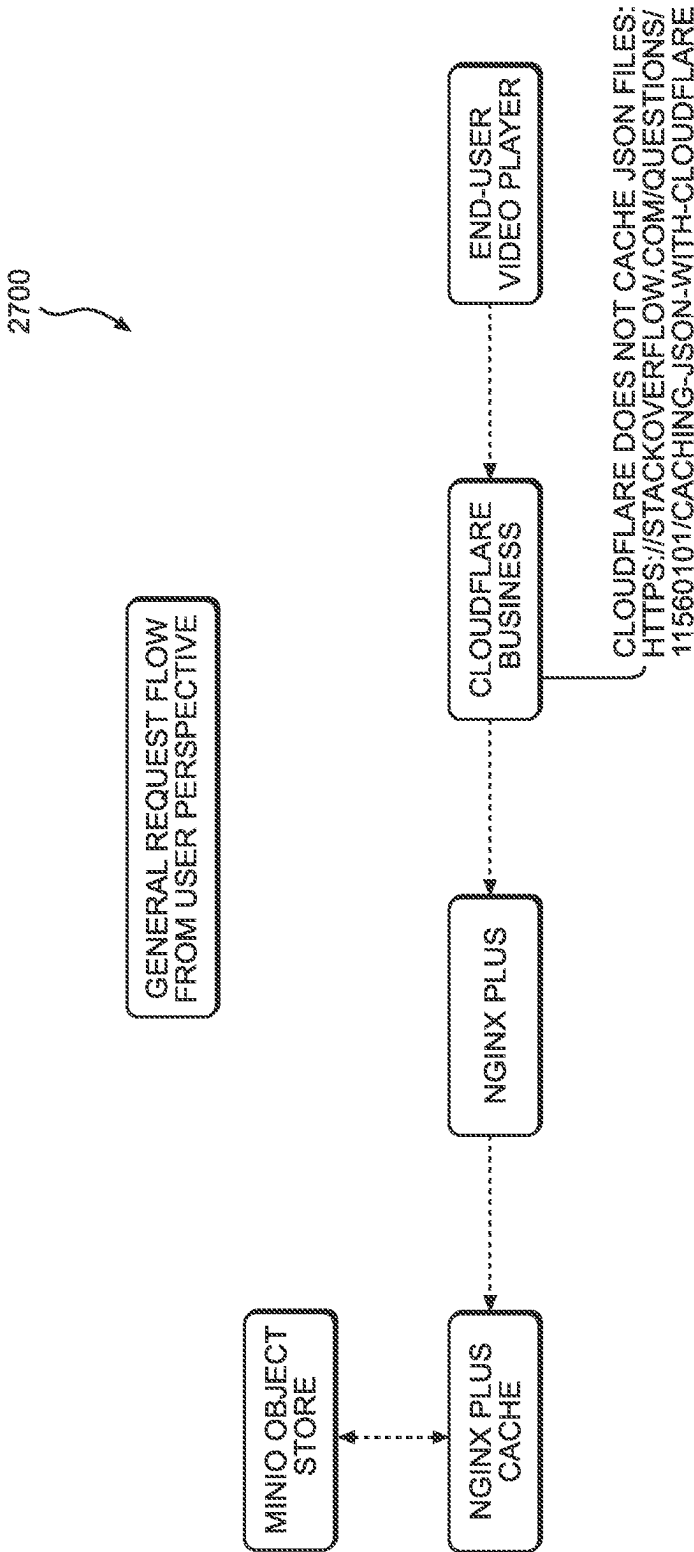 2700
GENERAL REQUEST FLOW
FROM USER PERSPECTIVE
MINIO OBJECT
STORE
NGINX PLUS
CACHE
NGINX PLUS
CLOUDFLARE
BUSINESS
END-USER
VIDEO PLAYER
CLOUDFLARE DOES NOT CACHE JSON FILES:
HTTPS://STACKOVERFLOW.COM/QUESTIONS/
11560101/CACHING-JSON-WITH-CLOUDFLARE